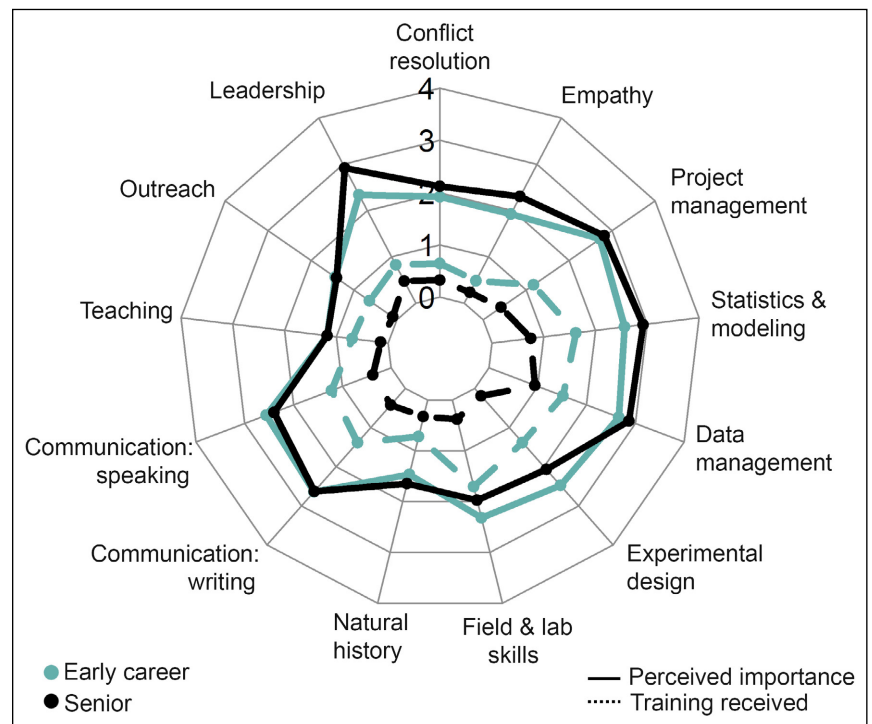 Conflict
resolution
Leadership
Empathy
4
3
2
1
0
Outreach
Project
management
Teaching
Statistics &
modeling
Communication:
speaking
Data
management
Communication:
writing
Experimental
design
Natural
history
Field & lab
skills
Early career
Senior
Perceived importance
Training received